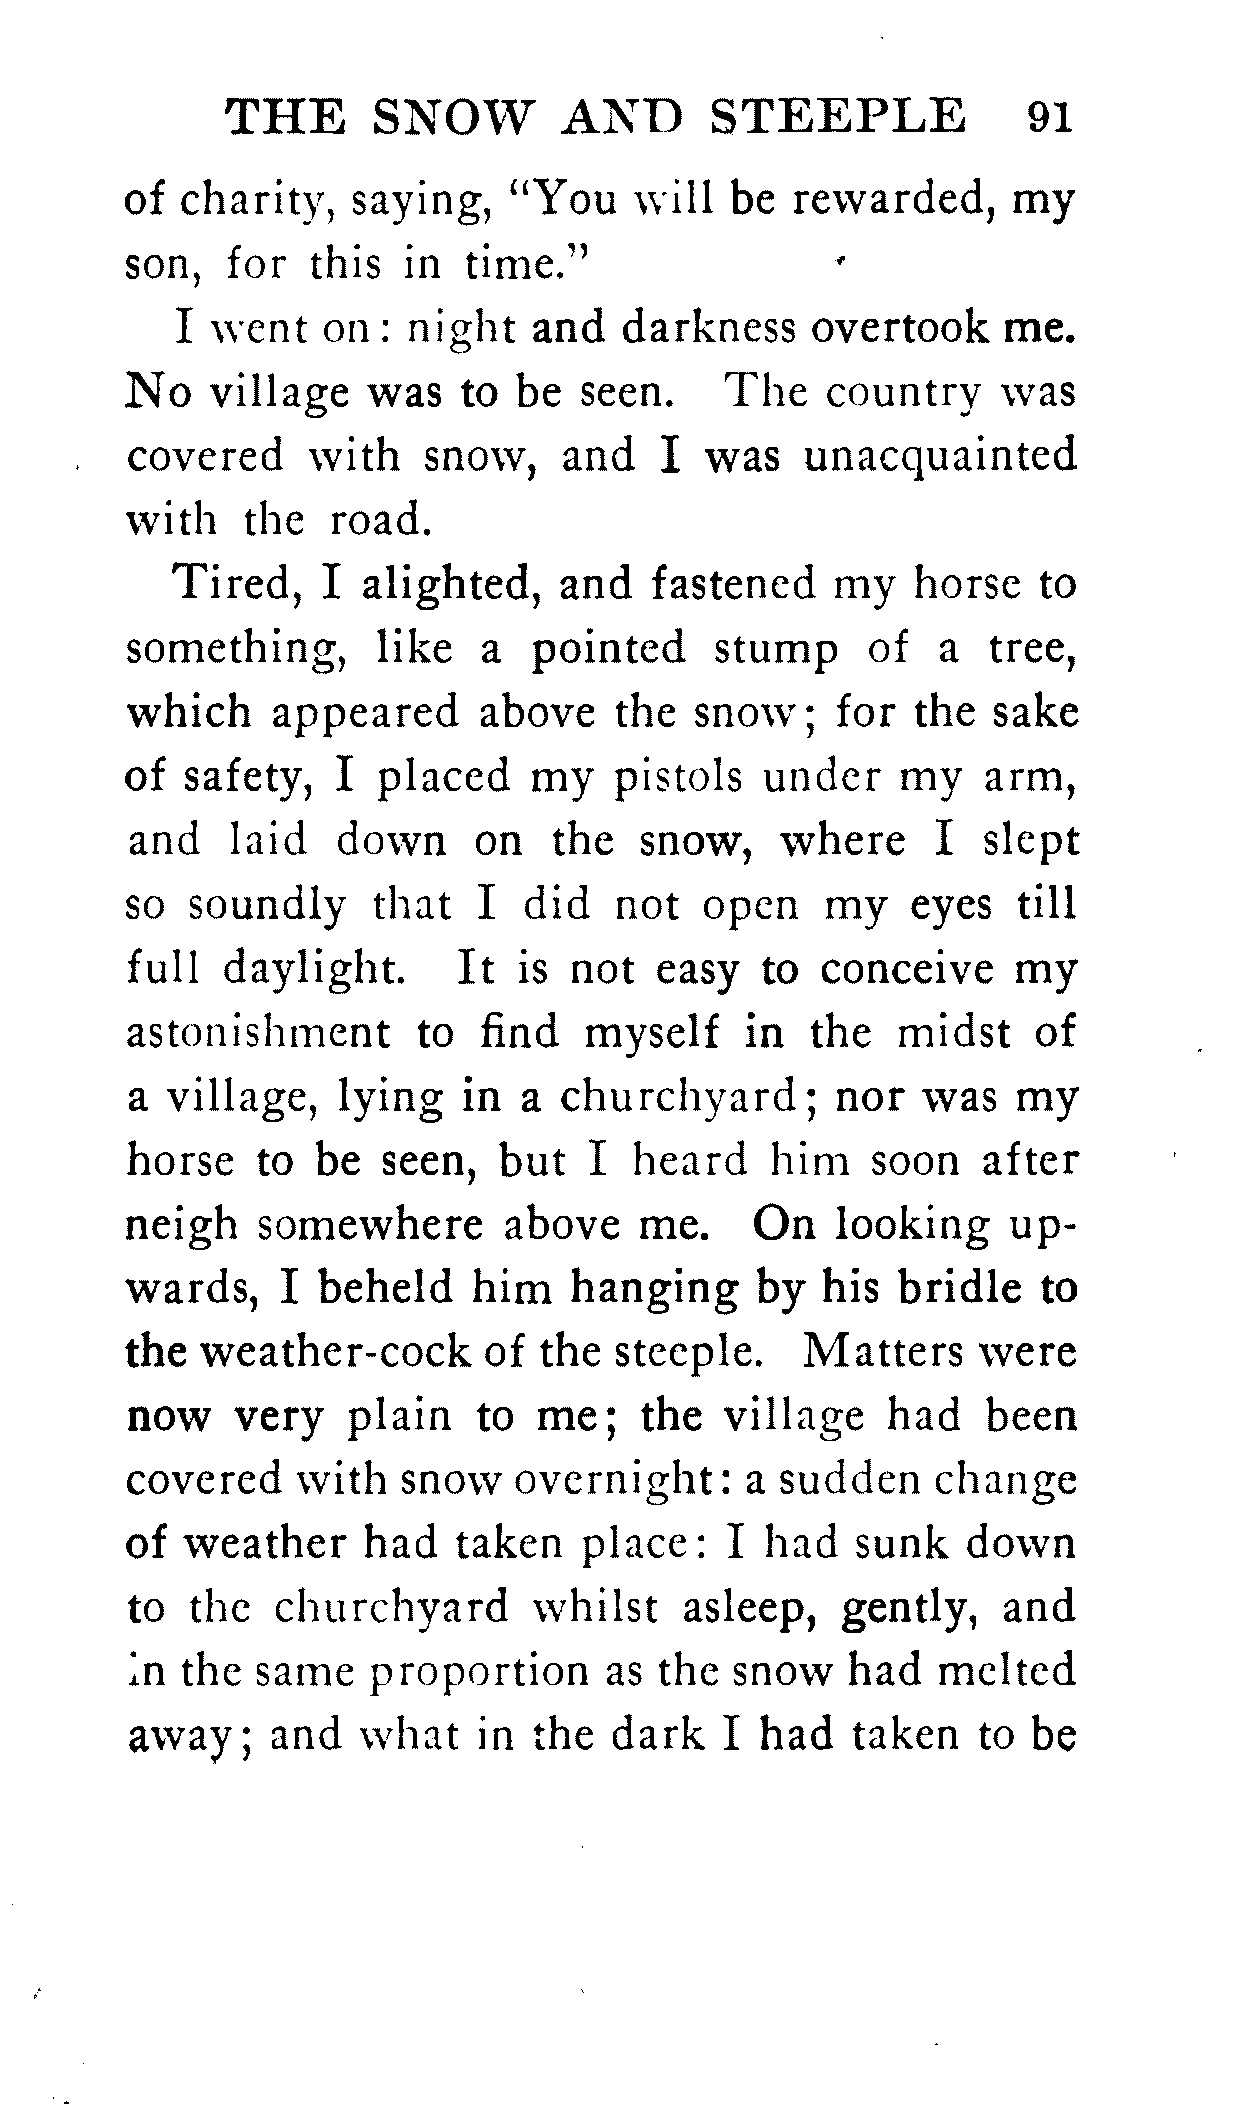 THE SNOW AND STEEPLE 91
of charity, saying, "You will be rewarded, my
son, for this in time."
I went on: night and darkness overtook me.
No village was to be seen. The country was
covered with snow, and I was unacquainted
with the road.
Tired, I alighted, and fastened my horse to
something, like a pointed stump of a tree,
which appeared above the snow; for the sake
of safety, I placed my pistols under my arm,
and laid down on the snow, where I slept
so soundly that I did not open my eyes till
full daylight. It is not easy to conceive my
astonishment to find myself in the midst of
a village, lying in a churchyard; nor was my
horse to be seen, but I heard him soon after
neigh somewhere above me. On looking up-
wards, I beheld him hanging by his bridle to
the weather-cock of the steeple. Matters were
now very plain to me; the village had been
covered with snow overnight: a sudden change
of weather had taken place: I had sunk down
to the churchyard whilst asleep, gently, and
in the same proportion as the snow had melted
away; and what in the dark I had taken to be